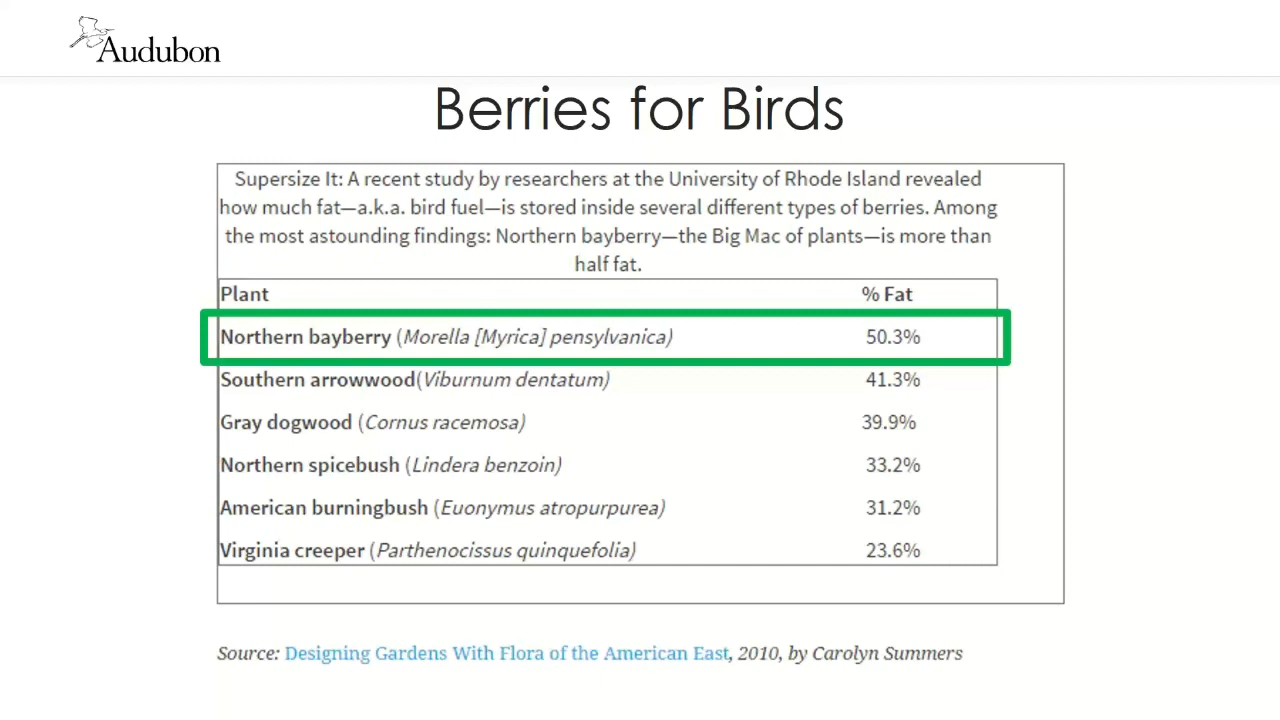 Audubon
Berries for Birds
Supersize It: A recent study by researchers at the University of Rhode Island revealed
how much fat—a.k.a. bird fuel—is stored inside several different types of berries. Among
the most astounding findings: Northern bayberry—the Big Mac of plants—is more than
half fat.
Plant % Fat
Northern bayberry (Morella [Myrica] pensylvanica) 50.3%
Southern arrowwood(Viburnum dentatum) 41.3%
Gray dogwood (Cornus racemosa) 39.9%
Northern spicebush (Lindera benzoin) 33.2%
American burningbush (Euonymus atropurpurea) 31.2%
Virginia creeper (Parthenocissus quinquefolia) 23.6%
Source: Designing Gardens With Flora of the American East, 2010, by Carolyn Summers